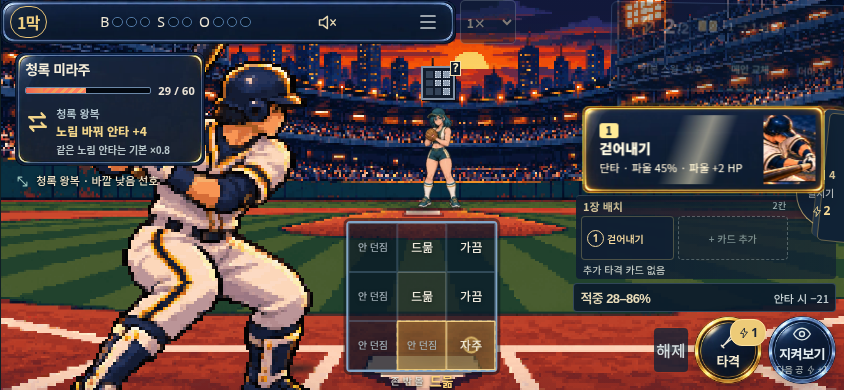 1막
B
S
O
1×
청록 미라주
29 / 60
청록 왕복
노림 바꿔 안타 +4
같은 노림 안타는 기본 ×0.8
청록 왕복 · 바깥 낮음 선호
?
1
걷어내기
단타 · 파울 45% · 파울 +2 HP
4
2
1장 배치
2칸
1 걷어내기
+ 카드 추가
추가 타격 카드 없음
적중 28–86%
안타 시 −21
안 던짐
드묾
가끔
안 던짐
드묾
가끔
안 던짐
안 던짐
자주
드묾
해제
1
타격
지켜보기